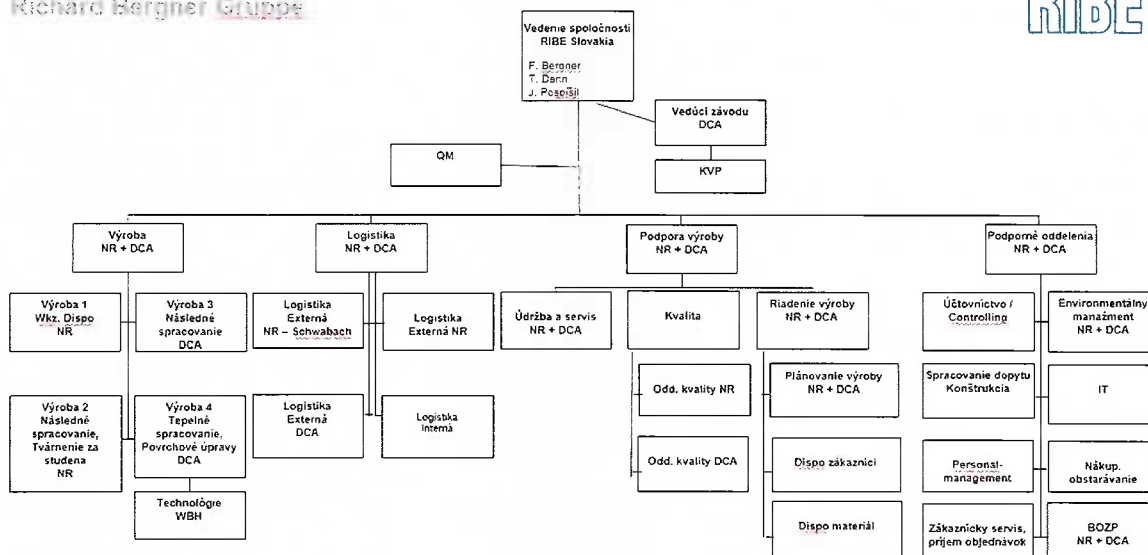 Richard Bergner Gruppe
RIBE
Vedenie spoločnosti
RIBE Slovakia
F. Bergner
T. Dann
J. Pospíšil
Vedúci závodu
DCA
QM
KVP
Výroba
NR + DCA
Logistika
NR + DCA
Podpora výroby
NR + DCA
Podporné oddelenia
NR + DCA
Výroba 1
Wkz. Dispo
NR
Výroba 3
Následné
spracovanie
DCA
Logistika
Externá
NR – Schwabach
Logistika
Externá NR
Údržba a servis
NR + DCA
Kvalita
Riadenie výroby
NR + DCA
Účtovníctvo /
Controlling
Environmentálny
manažment
NR + DCA
Výroba 2
Následné
spracovanie,
Tvárnenie za
studena
NR
Výroba 4
Tepelné
spracovanie,
Povrchové úpravy
DCA
Logistika
Externá
DCA
Logistika
Interná
Odd. kvality NR
Plánovanie výroby
NR + DCA
Spracovanie dopytu
Konštrukcia
IT
Odd. kvality DCA
Dispo zákazníci
Personal-
management
Nákup.
obstarávanie
Technológie
WBH
Dispo materiál
Zákaznícky servis,
príjem objednávok
BOZP
NR + DCA